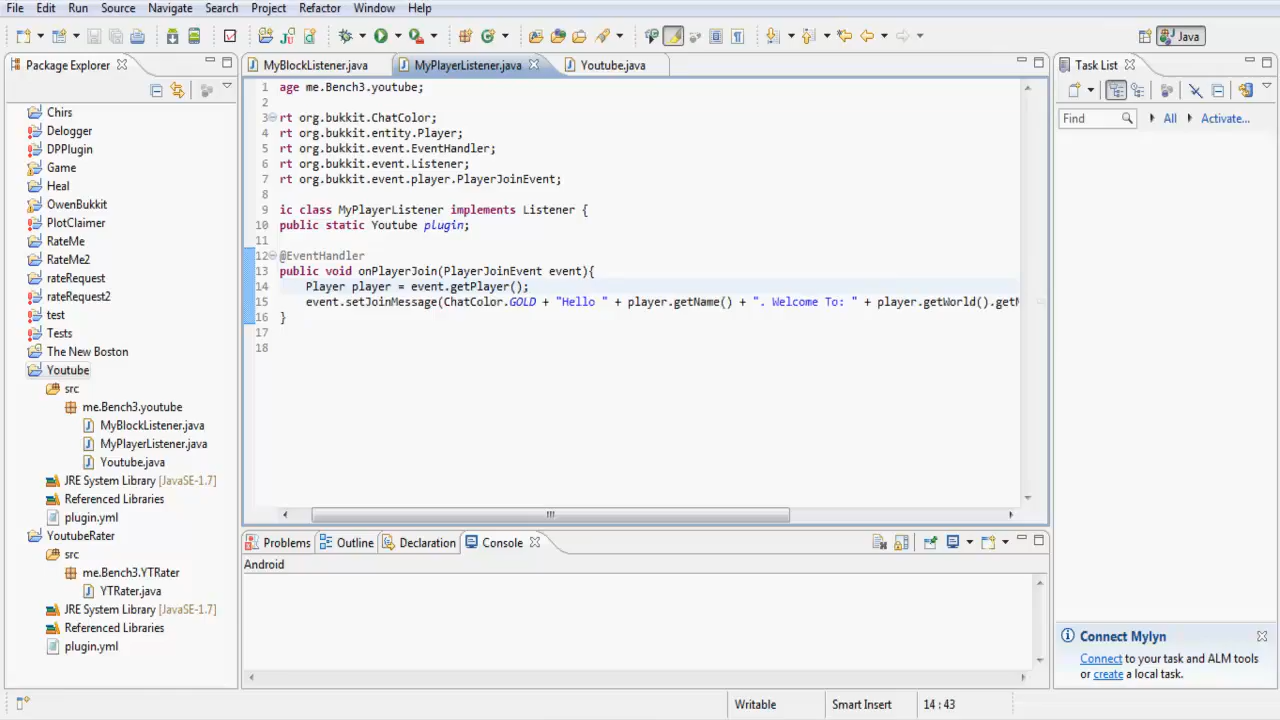 File Edit Run Source Navigate Search Project Refactor Window Help
Java
Package Explorer
MyBlockListener.java MyPlayerListener.java Youtube.java
Task List
Find All Activate...
Chirs
Delogger
DPPlugin
Game
Heal
OwenBukkit
PlotClaimer
RateMe
RateMe2
rateRequest
rateRequest2
test
Tests
The New Boston
Youtube
src
me.Bench3.youtube
MyBlockListener.java
MyPlayerListener.java
Youtube.java
JRE System Library [JavaSE-1.7]
Referenced Libraries
plugin.yml
YoutubeRater
src
me.Bench3.YTRater
YTRater.java
JRE System Library [JavaSE-1.7]
Referenced Libraries
plugin.yml
1 age me.Bench3.youtube;
2
3 rt org.bukkit.ChatColor;
4 rt org.bukkit.entity.Player;
5 rt org.bukkit.event.EventHandler;
6 rt org.bukkit.event.Listener;
7 rt org.bukkit.event.player.PlayerJoinEvent;
8
9 ic class MyPlayerListener implements Listener {
10 public static Youtube plugin;
11
12 @EventHandler
13 public void onPlayerJoin(PlayerJoinEvent event){
14 Player player = event.getPlayer();
15 event.setJoinMessage(ChatColor.GOLD + "Hello " + player.getName() + ". Welcome To: " + player.getWorld().get
16 }
17
18
Problems Outline Declaration Console
Android
Connect Mylyn
Connect to your task and ALM tools
or create a local task.
Writable Smart Insert 14 : 43